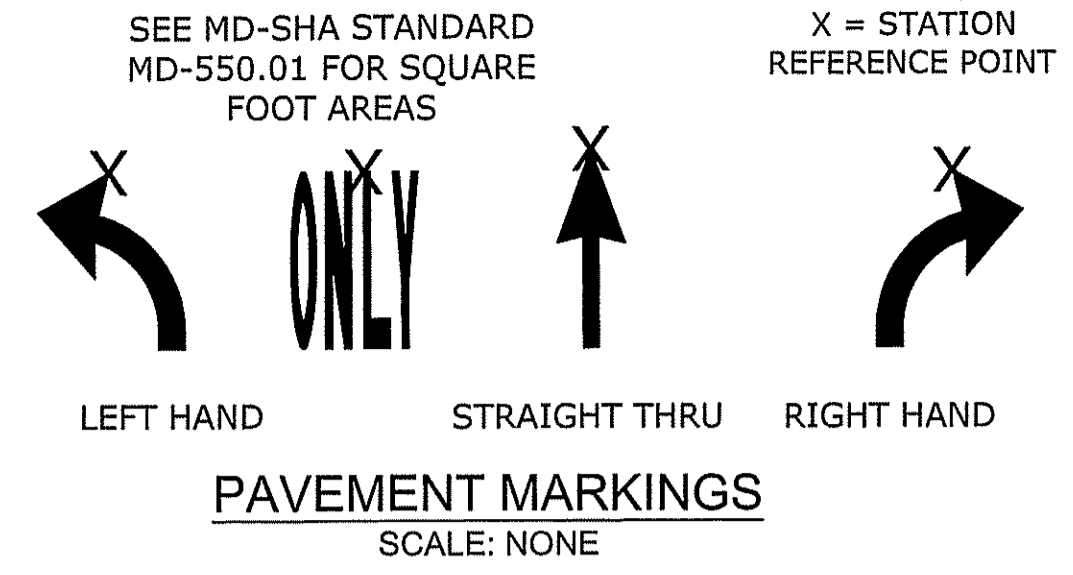 SEE MD-SHA STANDARD
MD-550.01 FOR SQUARE
FOOT AREAS
X = STATION
REFERENCE POINT
X
X
X
X
ONLY
LEFT HAND
STRAIGHT THRU
RIGHT HAND
PAVEMENT MARKINGS
SCALE: NONE